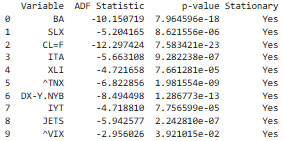 Variable ADF Statistic p-value Stationary
0 BA -10.150719 7.964596e-18 Yes
1 SLX -5.204165 8.621556e-06 Yes
2 CL=F -12.297424 7.583421e-23 Yes
3 ITA -5.663108 9.282238e-07 Yes
4 XLI -4.721658 7.661281e-05 Yes
5 ^TNX -6.822856 1.981554e-09 Yes
6 DX-Y.NYB -8.494498 1.286773e-13 Yes
7 IYT -4.718810 7.756599e-05 Yes
8 JETS -5.942577 2.242810e-07 Yes
9 ^VIX -2.956026 3.921015e-02 Yes